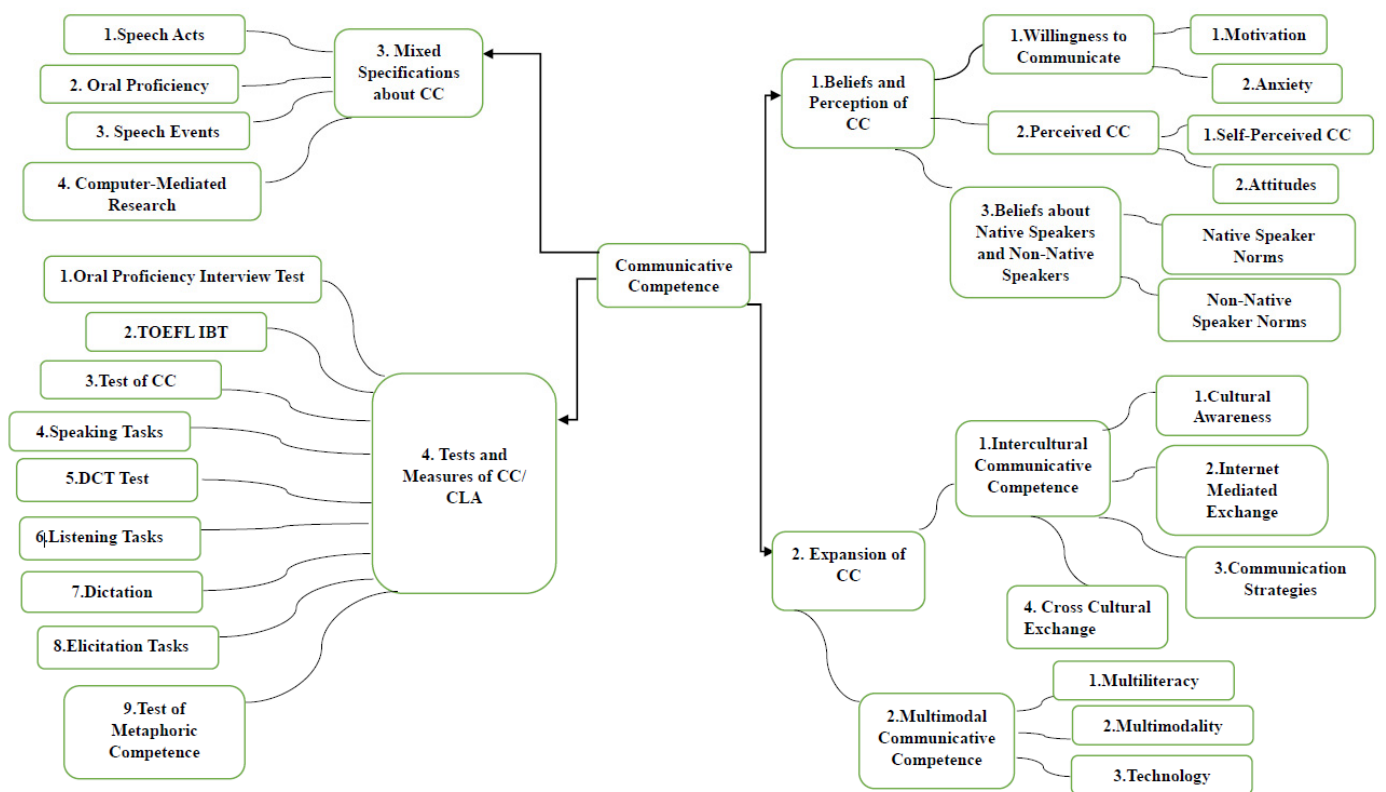 1.Speech Acts
2. Oral Proficiency
3. Speech Events
4. Computer-Mediated
Research
3. Mixed
Specifications
about CC
1.Oral Proficiency Interview Test
2.TOEFL IBT
3.Test of CC
4.Speaking Tasks
5.DCT Test
6.Listening Tasks
7.Dictation
8.Elicitation Tasks
9.Test of
Metaphoric
Competence
4. Tests and
Measures of CC/
CLA
Communicative
Competence
1.Beliefs and
Perception of
CC
1.Willingness to
Communicate
1.Motivation
2.Anxiety
2.Perceived CC
1.Self-Perceived CC
2.Attitudes
3.Beliefs about
Native Speakers
and Non-Native
Speakers
Native Speaker
Norms
Non-Native
Speaker Norms
2. Expansion of
CC
1.Intercultural
Communicative
Competence
1.Cultural
Awareness
2.Internet
Mediated
Exchange
3.Communication
Strategies
4. Cross Cultural
Exchange
2.Multimodal
Communicative
Competence
1.Multiliteracy
2.Multimodality
3.Technology